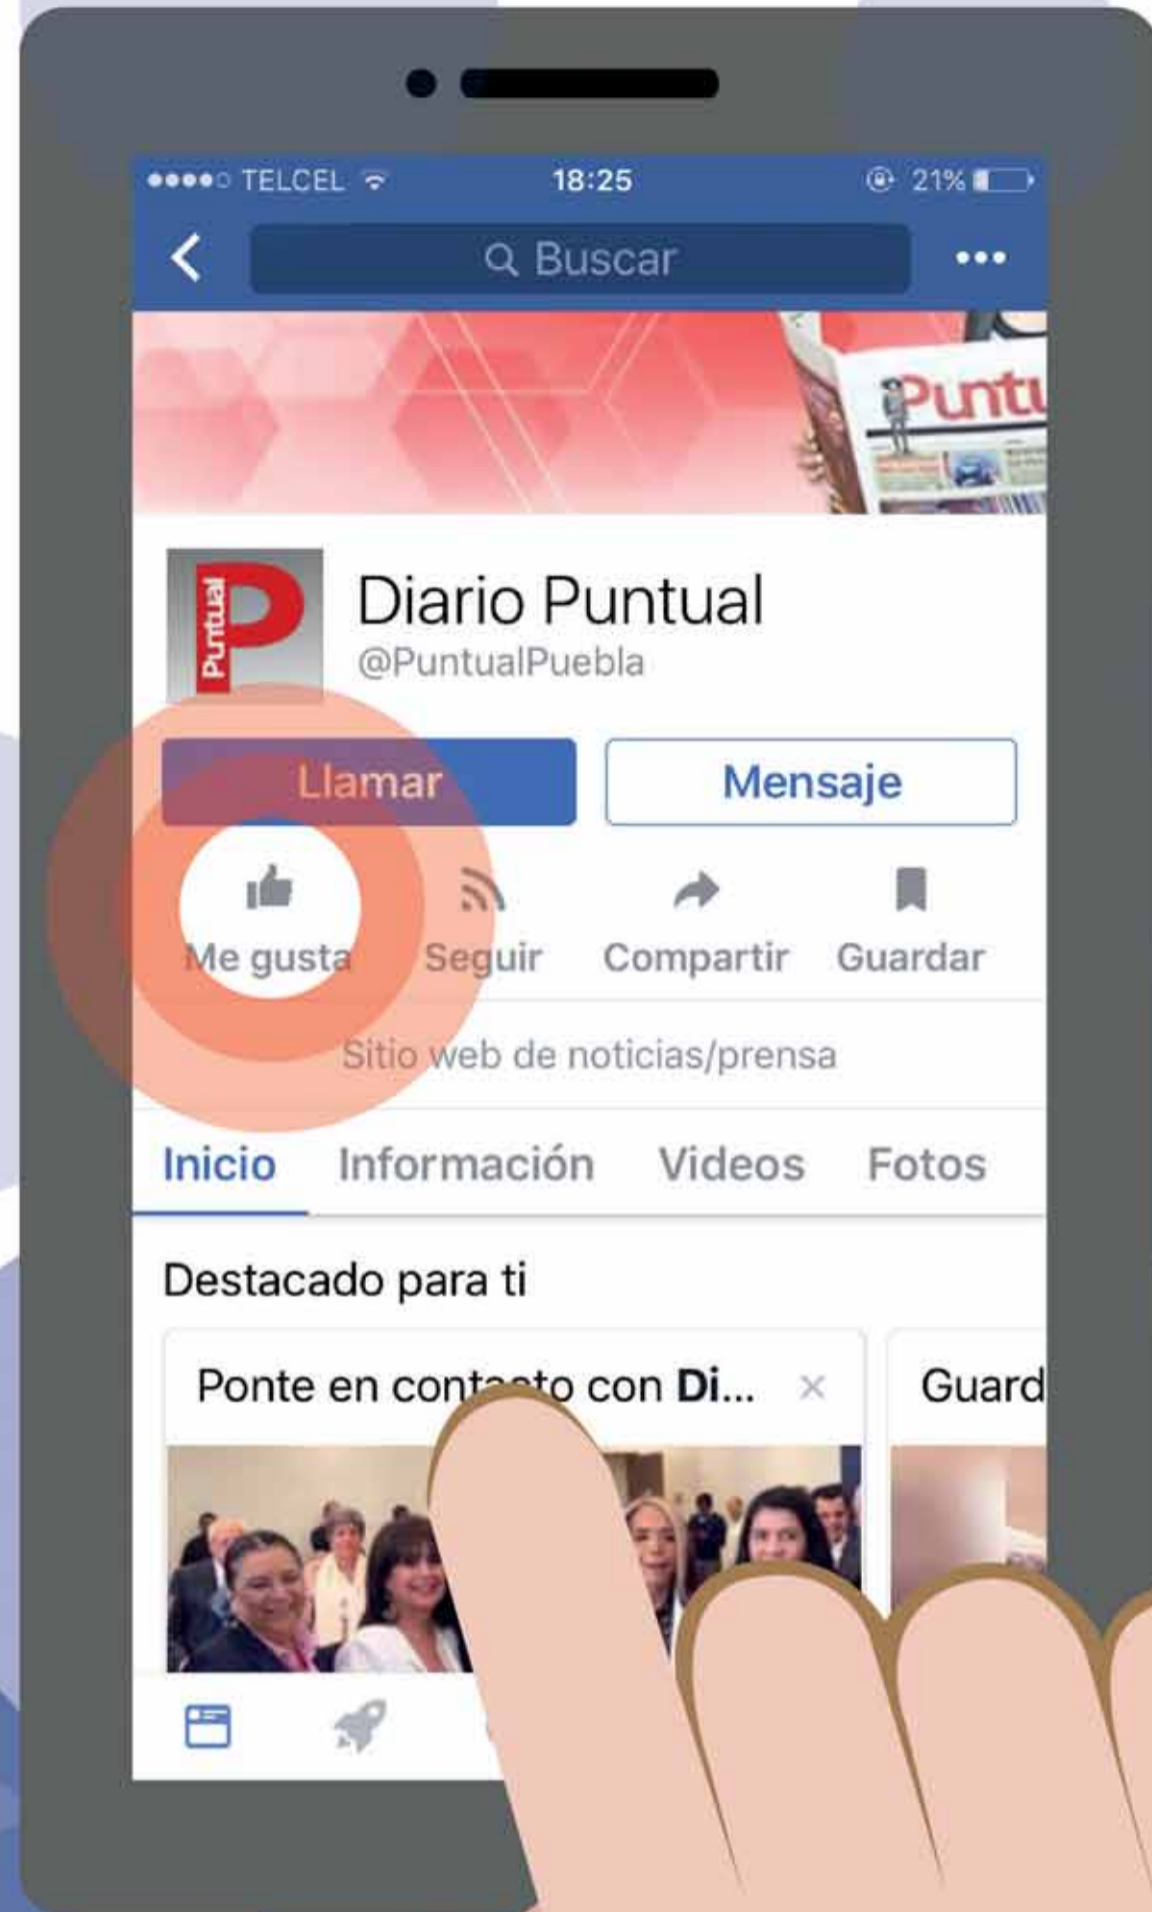 TELCEL 18:25 21%
Buscar
Puntu
Puntual P
Diario Puntual
@PuntualPuebla
Llamar Mensaje
Me gusta Seguir Compartir Guardar
Sitio web de noticias/prensa
Inicio Información Videos Fotos
Destacado para ti
Ponte en contacto con Di... × Guard